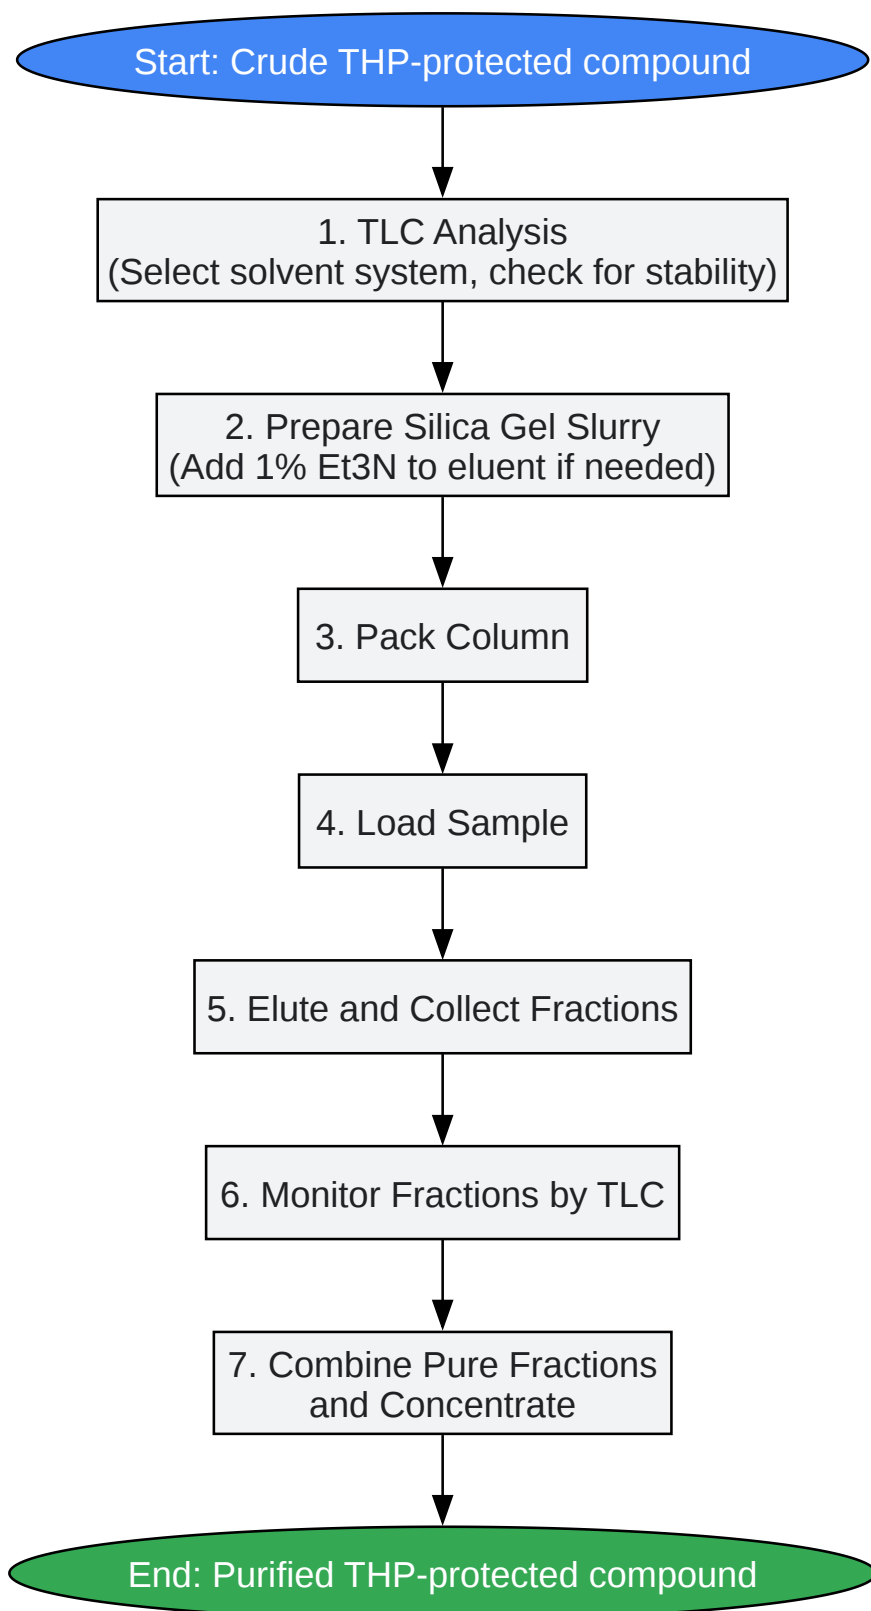 Start: Crude THP-protected compound
1. TLC Analysis
(Select solvent system, check for stability)
2. Prepare Silica Gel Slurry
(Add 1% Et3N to eluent if needed)
3. Pack Column
4. Load Sample
5. Elute and Collect Fractions
6. Monitor Fractions by TLC
7. Combine Pure Fractions
and Concentrate
End: Purified THP-protected compound